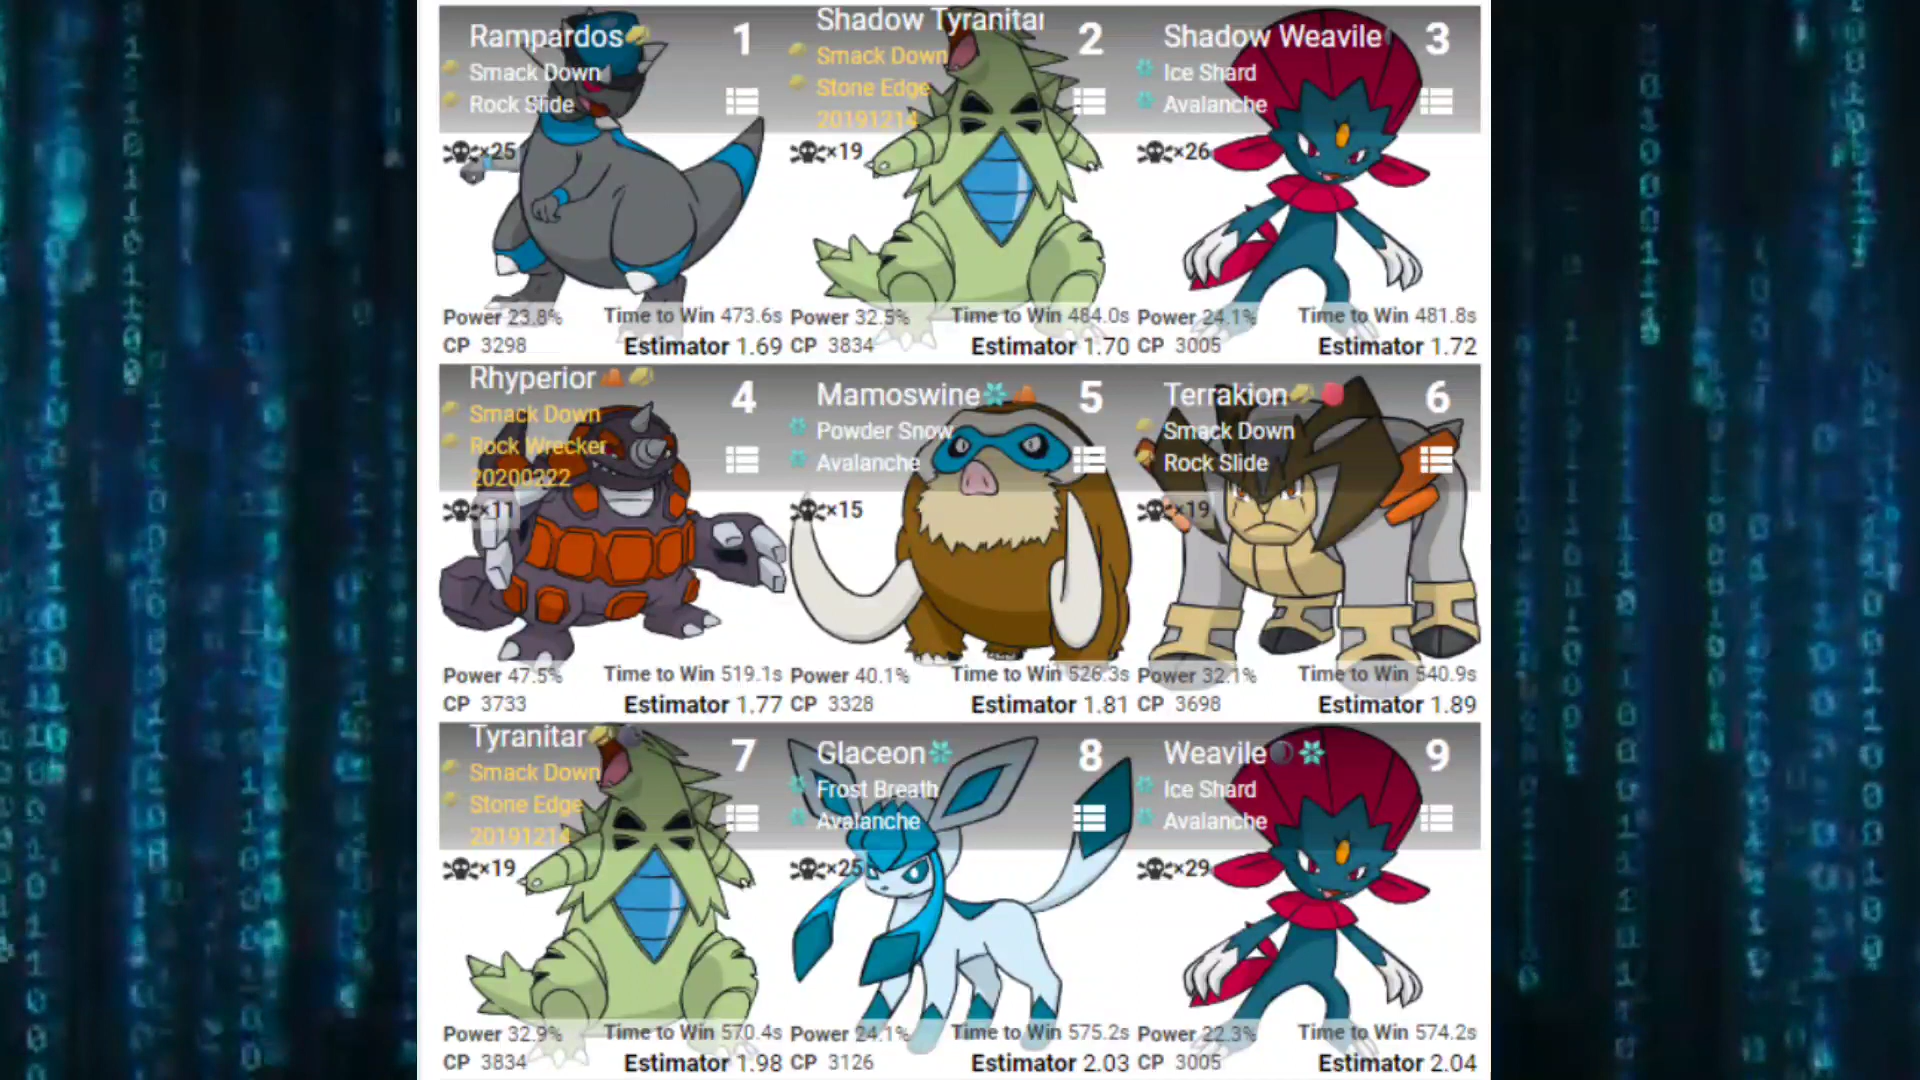 Rampardos 1
Smack Down
Rock Slide
×25
Power 23.8% Time to Win 473.6s
CP 3298 Estimator 1.69
Shadow Tyranitar 2
Smack Down
Stone Edge
20191214
×19
Power 32.5% Time to Win 484.0s
CP 3834 Estimator 1.70
Shadow Weavile 3
Ice Shard
Avalanche
×26
Power 24.1% Time to Win 481.8s
CP 3005 Estimator 1.72
Rhyperior 4
Smack Down
Rock Wrecker
20200222
×11
Power 47.5% Time to Win 519.1s
CP 3733 Estimator 1.77
Mamoswine 5
Powder Snow
Avalanche
×15
Power 40.1% Time to Win 526.3s
CP 3328 Estimator 1.81
Terrakion 6
Smack Down
Rock Slide
×19
Power 32.1% Time to Win 540.9s
CP 3698 Estimator 1.89
Tyranitar 7
Smack Down
Stone Edge
20191214
×19
Power 32.9% Time to Win 570.4s
CP 3834 Estimator 1.98
Glaceon 8
Frost Breath
Avalanche
×25
Power 24.1% Time to Win 575.2s
CP 3126 Estimator 2.03
Weavile 9
Ice Shard
Avalanche
×29
Power 22.3% Time to Win 574.2s
CP 3005 Estimator 2.04